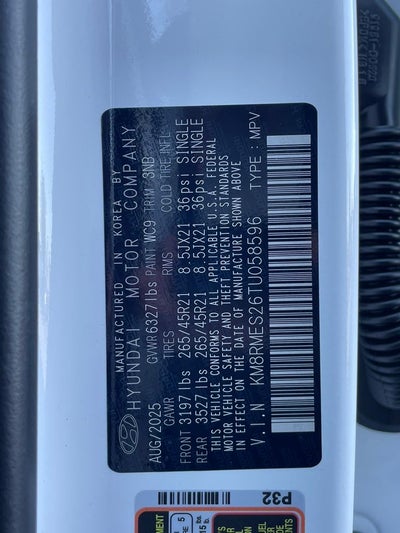 MANUFACTURED IN KOREA BY
HYUNDAI MOTOR COMPANY
AUG/2025 GVWR6327lbs PAINT WC9 TRIM 3NB
GAWR TIRES RIMS COLD TIRE INFL.
FRONT 3197 lbs 265/45R21 8.5JX21 36psi SINGLE
REAR 3527 lbs 265/45R21 8.5JX21 36psi SINGLE
THIS VEHICLE CONFORMS TO ALL APPLICABLE U.S.A. FEDERAL
MOTOR VEHICLE SAFETY AND THEFT PREVENTION STANDARDS
IN EFFECT ON THE DATE OF MANUFACTURE SHOWN ABOVE
V.I.N : KM8RMES26TU058596 TYPE : MPV
P32